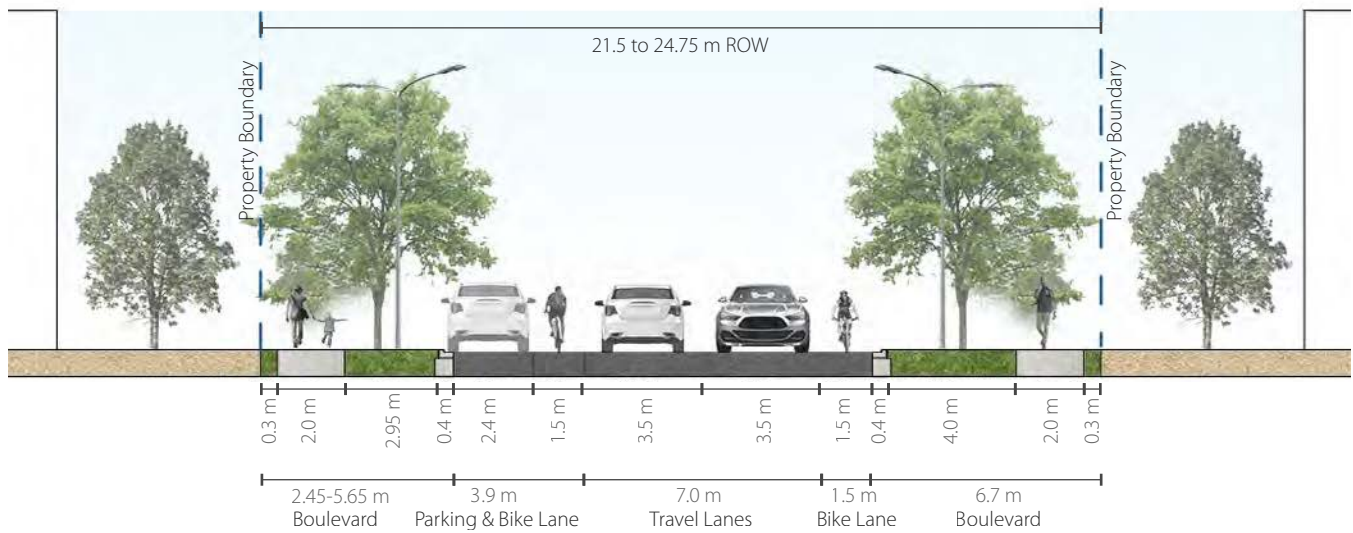 21.5 to 24.75 m ROW
Property Boundary
Property Boundary
0.3 m
2.0 m
2.95 m
0.4 m
2.4 m
1.5 m
3.5 m
3.5 m
1.5 m
0.4 m
4.0 m
2.0 m
0.3 m
2.45-5.65 m
Boulevard
3.9 m
Parking & Bike Lane
7.0 m
Travel Lanes
1.5 m
Bike Lane
6.7 m
Boulevard